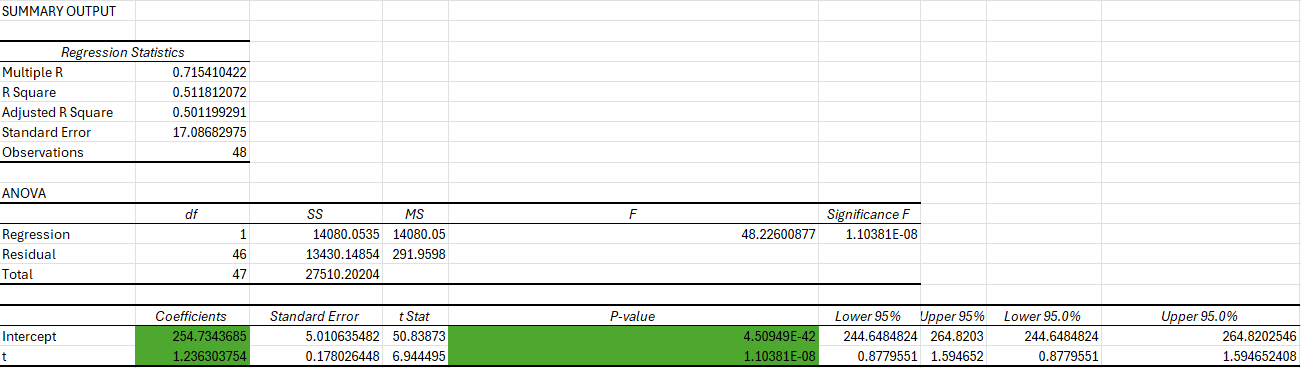 SUMMARY OUTPUT
Regression Statistics
Multiple R 0.715410422
R Square 0.511812072
Adjusted R Square 0.501199291
Standard Error 17.08682975
Observations 48
ANOVA
df SS MS F Significance F
Regression 1 14080.0535 14080.05 48.22600877 1.10381E-08
Residual 46 13430.14854 291.9598
Total 47 27510.20204
Coefficients Standard Error t Stat P-value Lower 95% Upper 95% Lower 95.0% Upper 95.0%
Intercept 254.7343685 5.010635482 50.83873 4.50949E-42 244.6484824 264.8203 244.6484824 264.8202546
t 1.236303754 0.178026448 6.944495 1.10381E-08 0.8779551 1.594652 0.8779551 1.594652408